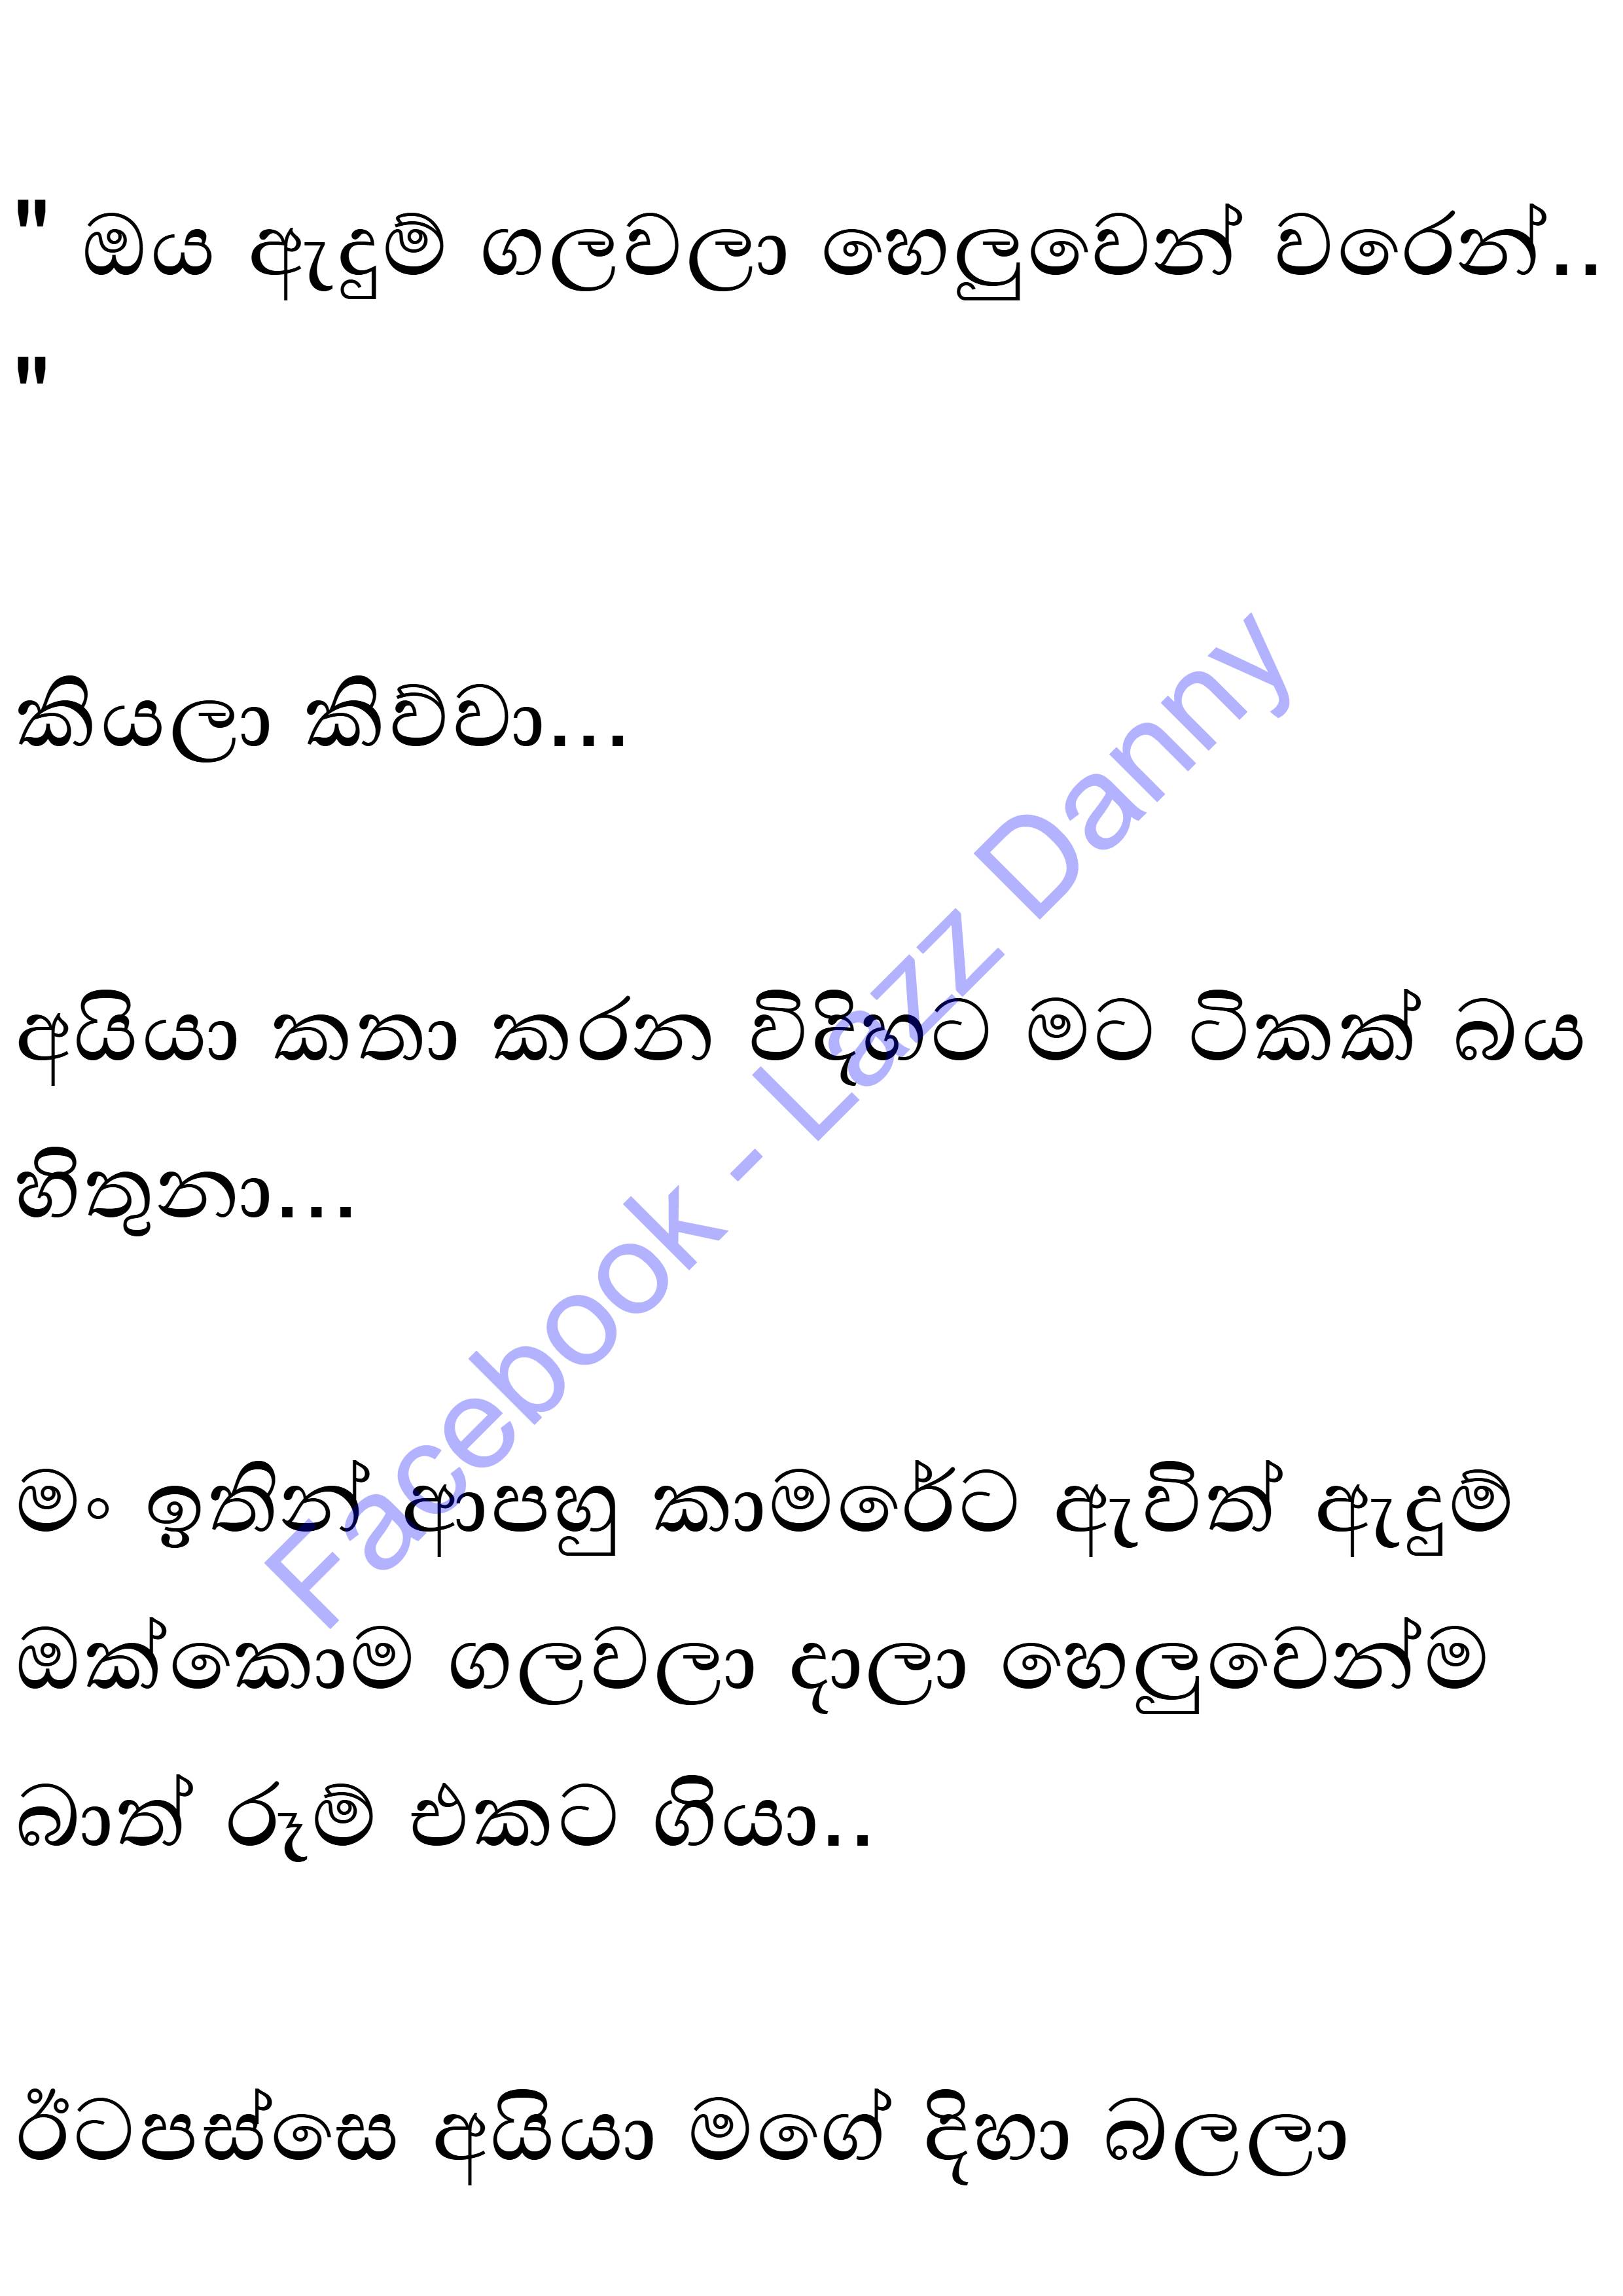 " ඔය ඇඳුම් ගලවලා හෙලුවෙන් වරෙන්..
"
කියලා කිව්වා...
අයියා කතා කරන විදිහට මට ටිකක් බය
හිතුනා...
මං ඉතින් ආපහු කාමරේට ඇවිත් ඇඳුම්
ඔක්කොම ගලවලා දාලා හෙලුවෙන්ම
බාත් රූම් එකට ගියා..
ඊටපස්සෙ අයියා මගේ දිහා බලලා
Facebook - Lazz Danny